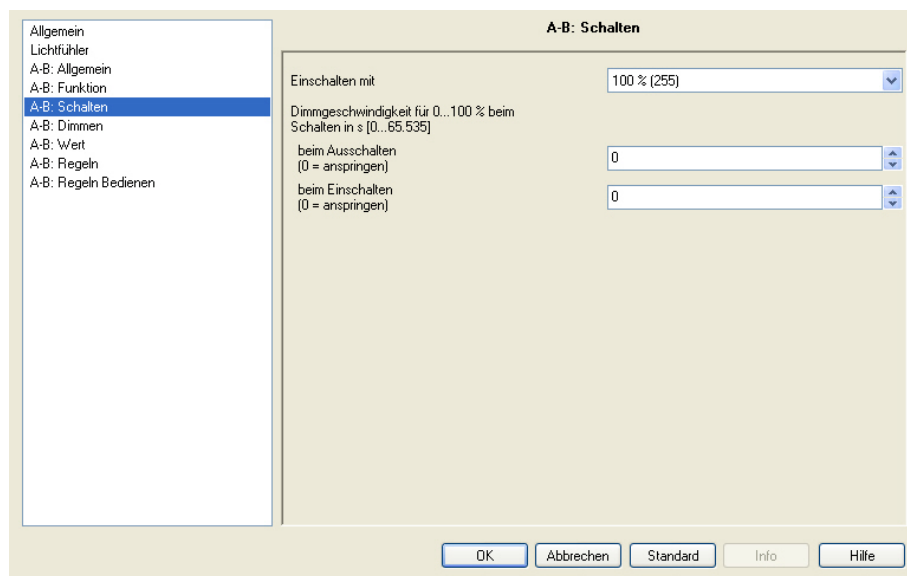 Allgemein
Lichtfühler
A-B: Allgemein
A-B: Funktion
A-B: Schalten
A-B: Dimmen
A-B: Wert
A-B: Regeln
A-B: Regeln Bedienen
A-B: Schalten
Einschalten mit
100 % (255)
Dimmgeschwindigkeit für 0...100 % beim
Schalten in s [0...65.535]
beim Ausschalten
(0 = anspringen)
0
beim Einschalten
(0 = anspringen)
0
OK
Abbrechen
Standard
Info
Hilfe